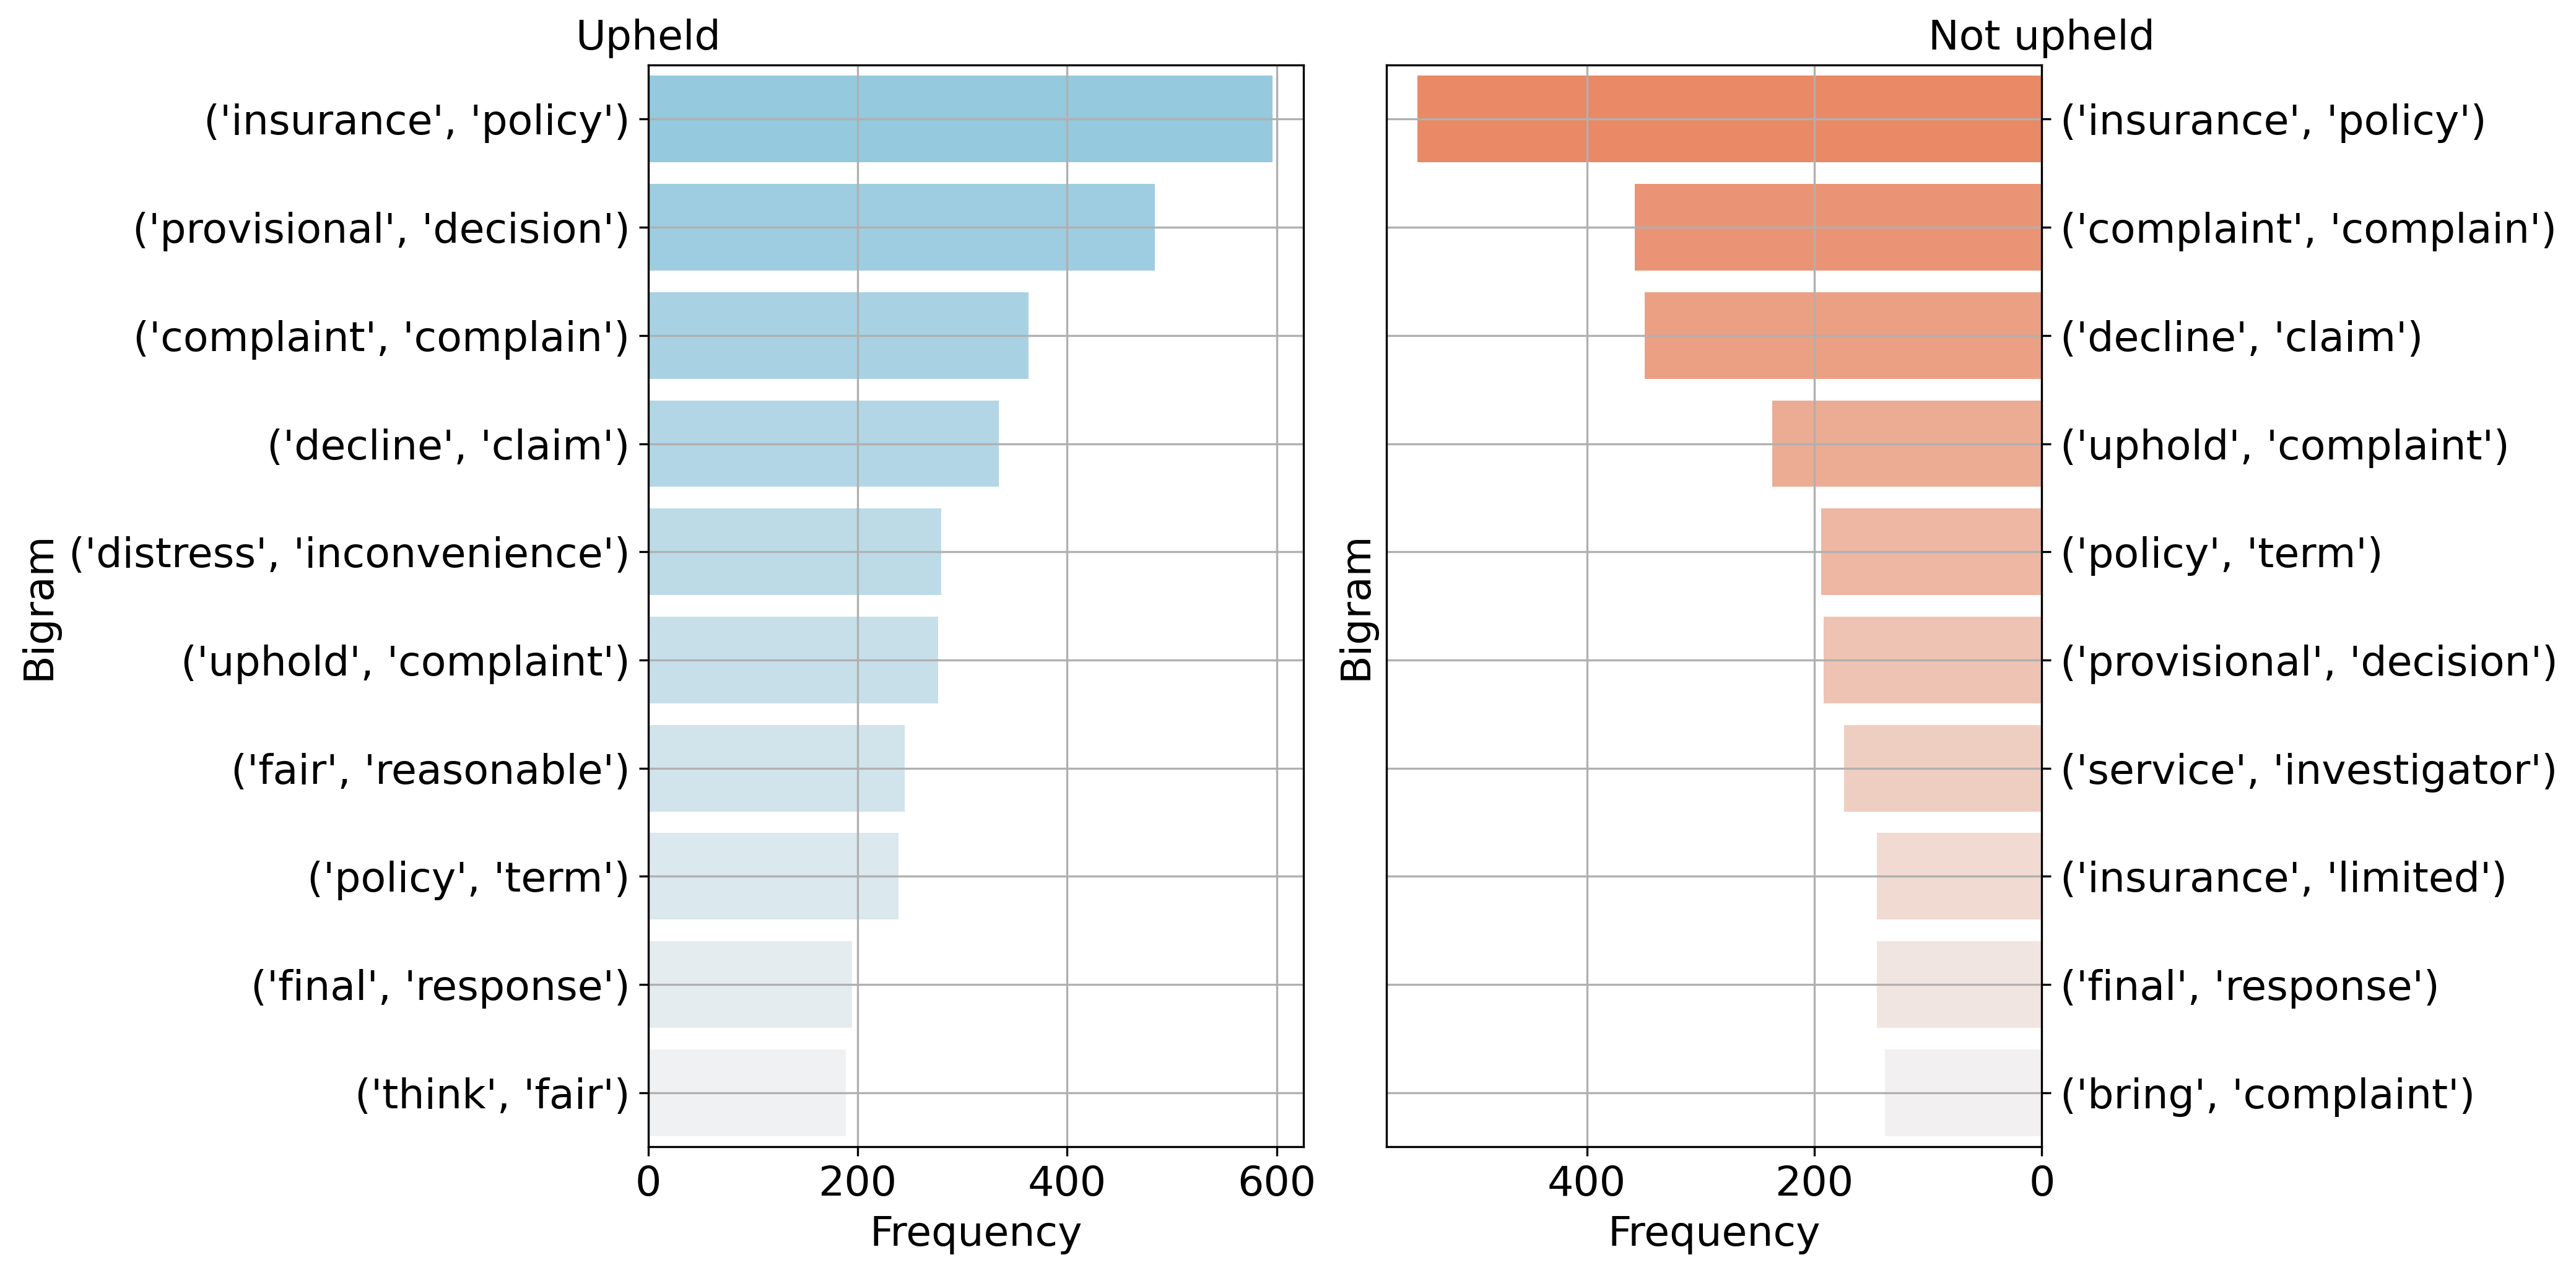 Upheld
('insurance', 'policy')
('provisional', 'decision')
('complaint', 'complain')
('decline', 'claim')
('distress', 'inconvenience')
('uphold', 'complaint')
('fair', 'reasonable')
('policy', 'term')
('final', 'response')
('think', 'fair')
Bigram
0 200 400 600
Frequency
Not upheld
('insurance', 'policy')
('complaint', 'complain')
('decline', 'claim')
('uphold', 'complaint')
('policy', 'term')
('provisional', 'decision')
('service', 'investigator')
('insurance', 'limited')
('final', 'response')
('bring', 'complaint')
Bigram
400 200 0
Frequency